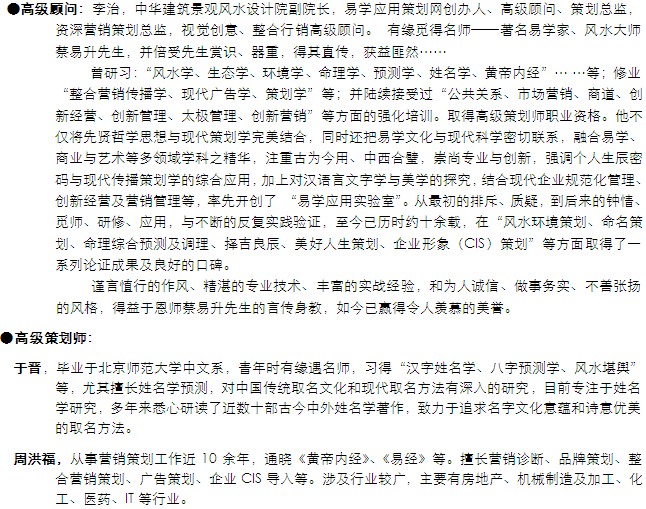 ●高级顾问：李治，中华建筑景观风水设计院副院长，易学应用策划网创办人、高级顾问、策划总监，
资深营销策划总监，视觉创意、整合行销高级顾问。 有缘觅得名师——著名易学家、风水大师
蔡易升先生，并倍受先生赏识、器重，得其直传，获益匪然……
曾研习：“风水学、生态学、环境学、命理学、预测学、姓名学、黄帝内经”… …等；修业
“整合营销传播学、现代广告学、策划学”等；并陆续接受过“公共关系、市场营销、商道、创
新经营、创新管理、太极管理、创新营销”等方面的强化培训。取得高级策划师职业资格。他不
仅将先贤哲学思想与现代策划学完美结合，同时还把易学文化与现代科学密切联系，融合易学、
商业与艺术等多领域学科之精华，注重古为今用、中西合璧，崇尚专业与创新，强调个人生辰密
码与现代传播策划学的综合应用，加上对汉语言文字学与美学的探究，结合现代企业规范化管理、
创新经营及营销管理等，率先开创了 “易学应用实验室”。从最初的排斥、质疑，到后来的钟情、
觅师、研修、应用，与不断的反复实践验证，至今已历时约十余载，在“风水环境策划、命名策
划、命理综合预测及调理、择吉良辰、美好人生策划、企业形象（CIS）策划”等方面取得了一
系列论证成果及良好的口碑。
谨言慎行的作风、精湛的专业技术、丰富的实战经验，和为人诚信、做事务实、不善张扬
的风格，得益于恩师蔡易升先生的言传身教，如今已赢得令人羡慕的美誉。
●高级策划师：
于晋，毕业于北京师范大学中文系，青年时有缘遇名师，习得“汉字姓名学、八字预测学、风水堪舆”
等，尤其擅长姓名学预测，对中国传统取名文化和现代取名方法有深入的研究，目前专注于姓名
学研究，多年来悉心研读了近数十部古今中外姓名学著作，致力于追求名字文化意蕴和诗意优美
的取名方法。
周洪福，从事营销策划工作近 10 余年，通晓《黄帝内经》、《易经》等。擅长营销诊断、品牌策划、整
合营销策划、广告策划、企业 CIS 导入等。涉及行业较广，主要有房地产、机械制造及加工、化
工、医药、IT 等行业。